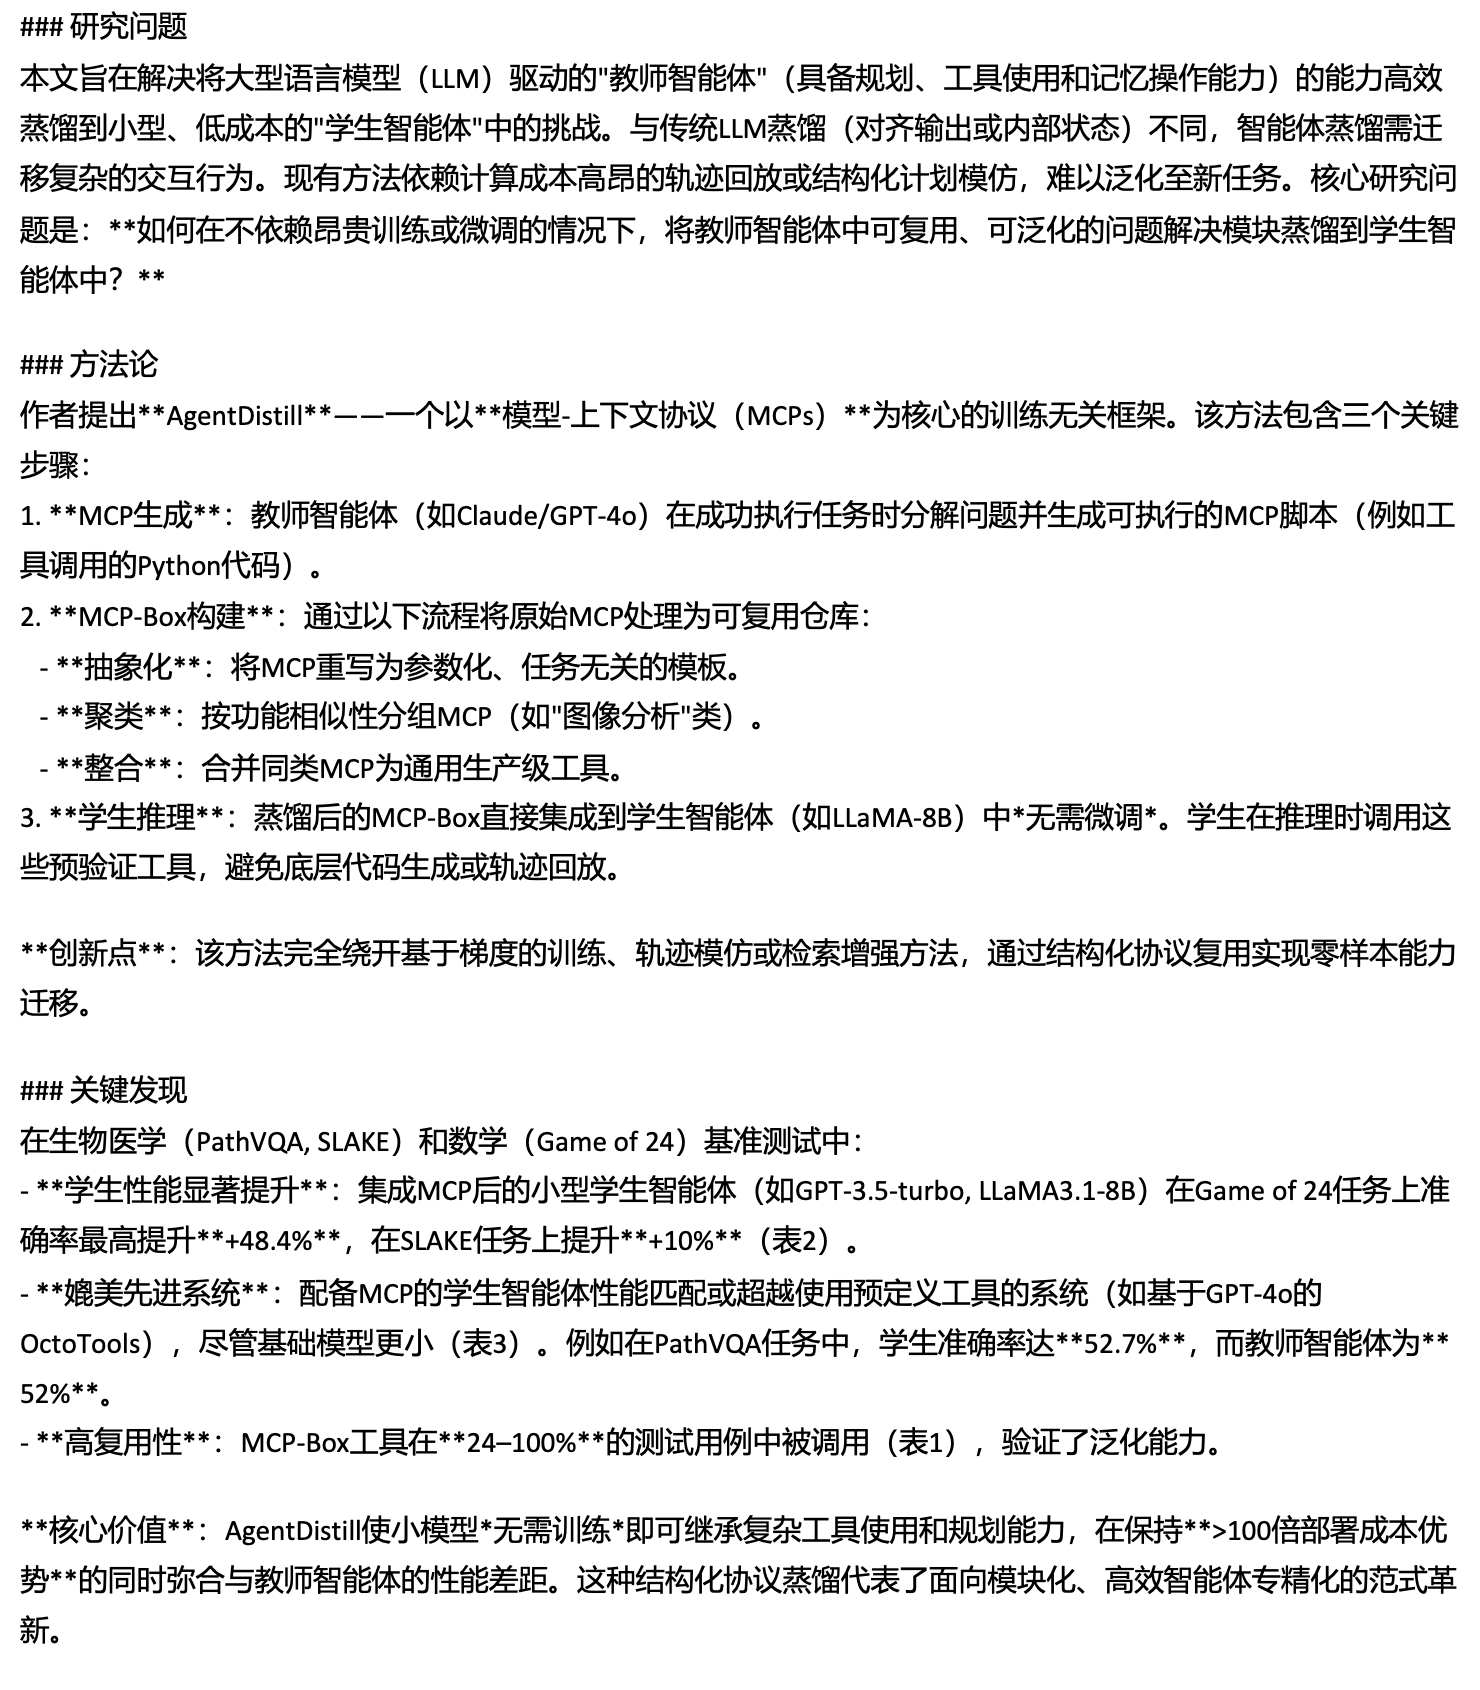 ### 研究问题
本文旨在解决将大型语言模型（LLM）驱动的"教师智能体"（具备规划、工具使用和记忆操作能力）的能力高效
蒸馏到小型、低成本的"学生智能体"中的挑战。与传统LLM蒸馏（对齐输出或内部状态）不同，智能体蒸馏需迁
移复杂的交互行为。现有方法依赖计算成本高昂的轨迹回放或结构化计划模仿，难以泛化至新任务。核心研究问
题是：**如何在不依赖昂贵训练或微调的情况下，将教师智能体中可复用、可泛化的问题解决模块蒸馏到学生智
能体中？**
### 方法论
作者提出**AgentDistill**——一个以**模型-上下文协议（MCPs）**为核心的训练无关框架。该方法包含三个关键
步骤：
1. **MCP生成**：教师智能体（如Claude/GPT-4o）在成功执行任务时分解问题并生成可执行的MCP脚本（例如工
具调用的Python代码）。
2. **MCP-Box构建**：通过以下流程将原始MCP处理为可复用仓库：
- **抽象化**：将MCP重写为参数化、任务无关的模板。
- **聚类**：按功能相似性分组MCP（如"图像分析"类）。
- **整合**：合并同类MCP为通用生产级工具。
3. **学生推理**：蒸馏后的MCP-Box直接集成到学生智能体（如LLaMA-8B）中*无需微调*。学生在推理时调用这
些预验证工具，避免底层代码生成或轨迹回放。
**创新点**：该方法完全绕开基于梯度的训练、轨迹模仿或检索增强方法，通过结构化协议复用实现零样本能力
迁移。
### 关键发现
在生物医学（PathVQA, SLAKE）和数学（Game of 24）基准测试中：
- **学生性能显著提升**：集成MCP后的小型学生智能体（如GPT-3.5-turbo, LLaMA3.1-8B）在Game of 24任务上准
确率最高提升**+48.4%**，在SLAKE任务上提升**+10%**（表2）。
- **媲美先进系统**：配备MCP的学生智能体性能匹配或超越使用预定义工具的系统（如基于GPT-4o的
OctoTools），尽管基础模型更小（表3）。例如在PathVQA任务中，学生准确率达**52.7%**，而教师智能体为**
52%**。
- **高复用性**：MCP-Box工具在**24–100%**的测试用例中被调用（表1），验证了泛化能力。
**核心价值**：AgentDistill使小模型*无需训练*即可继承复杂工具使用和规划能力，在保持**>100倍部署成本优
势**的同时弥合与教师智能体的性能差距。这种结构化协议蒸馏代表了面向模块化、高效智能体专精化的范式革
新。